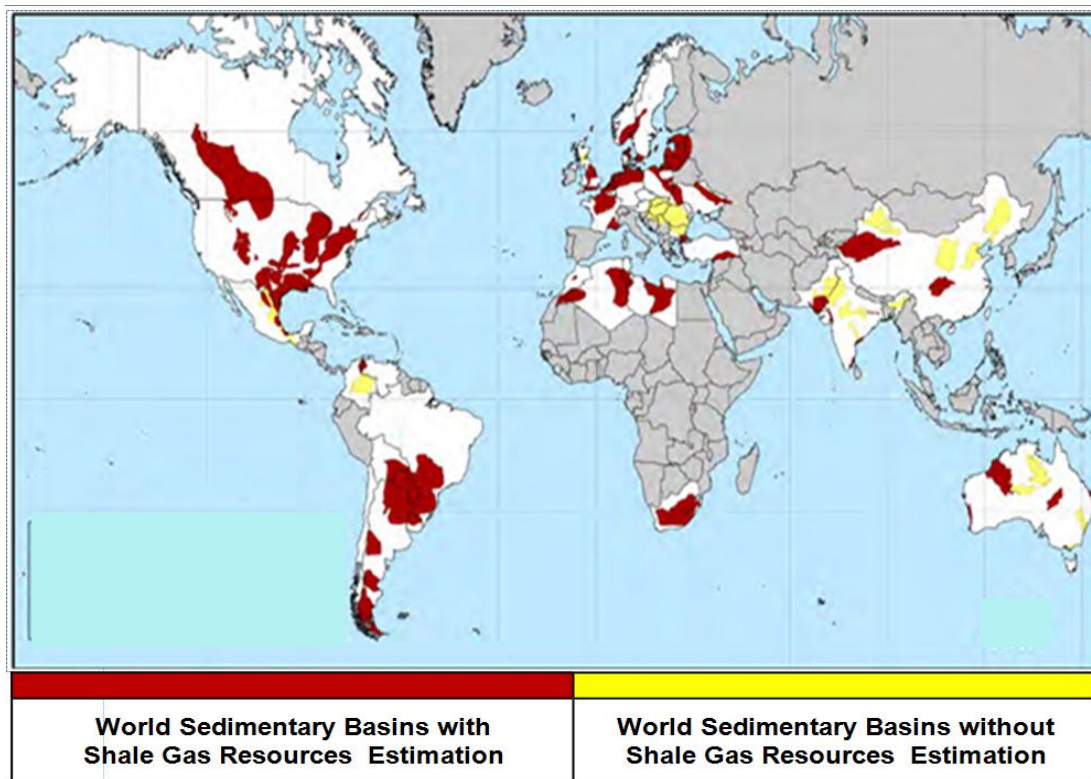 World Sedimentary Basins with
Shale Gas Resources Estimation
World Sedimentary Basins without
Shale Gas Resources Estimation